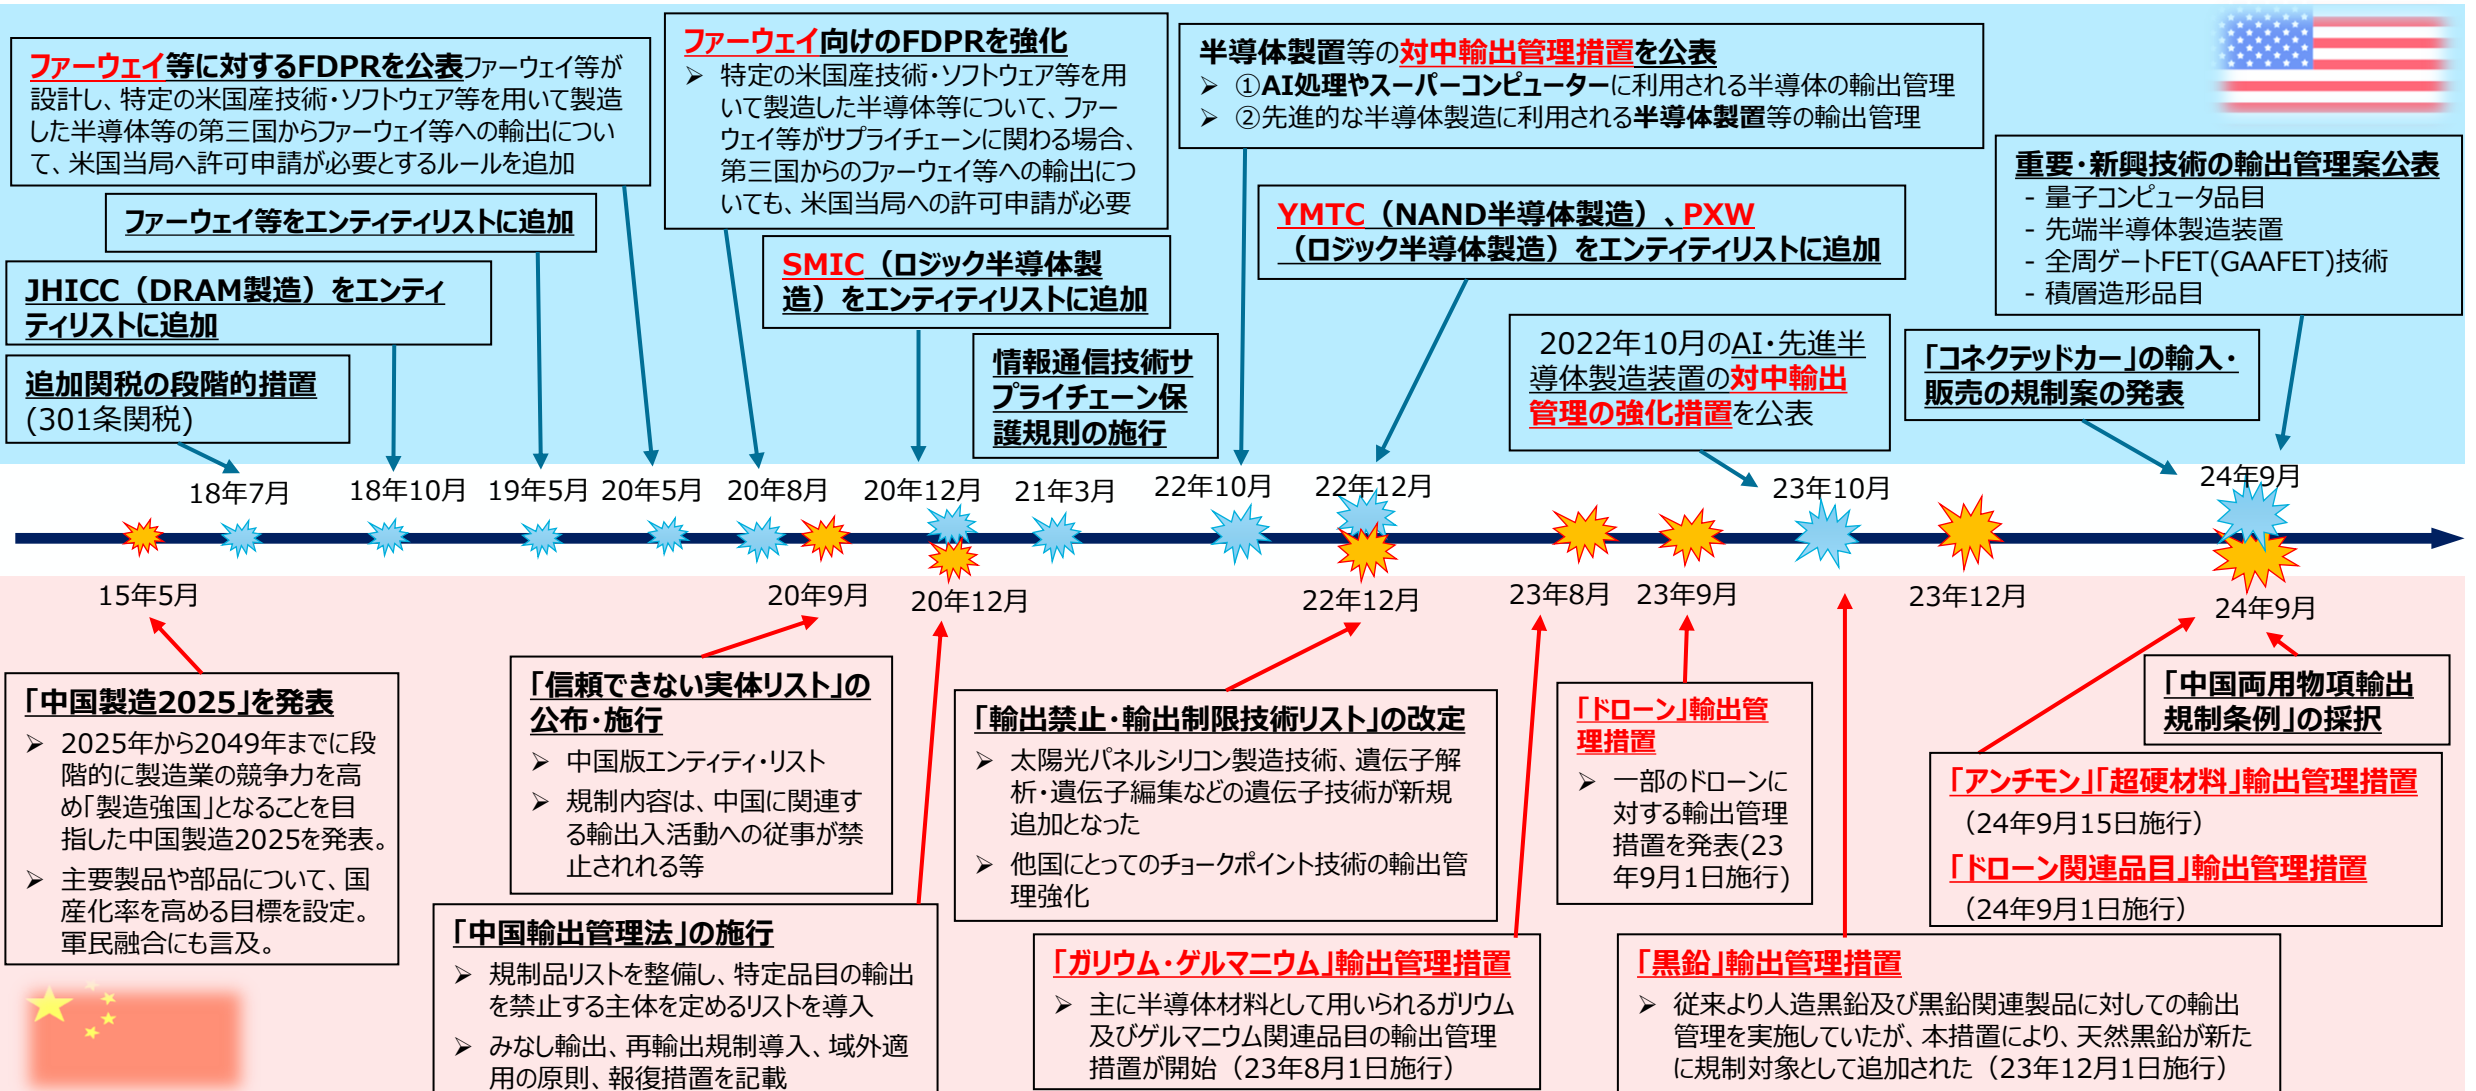 ファーウェイ等に対するFDPRを公表ファーウェイ等が
設計し、特定の米国産技術・ソフトウェア等を用いて製造
した半導体等の第三国からファーウェイ等への輸出につい
て、米国当局へ許可申請が必要とするルールを追加
ファーウェイ向けのFDPRを強化
➢ 特定の米国産技術・ソフトウェア等を用
いて製造した半導体等について、ファー
ウェイ等がサプライチェーンに関わる場合、
第三国からのファーウェイ等への輸出につ
いても、米国当局への許可申請が必要
半導体製置等の対中輸出管理措置を公表
➢ ①AI処理やスーパーコンピューターに利用される半導体の輸出管理
➢ ②先進的な半導体製造に利用される半導体製置等の輸出管理
重要・新興技術の輸出管理案公表
- 量子コンピュータ品目
- 先端半導体製造装置
- 全周ゲートFET(GAAFET)技術
- 積層造形品目
ファーウェイ等をエンティティリストに追加
YMTC（NAND半導体製造）、PXW
（ロジック半導体製造）をエンティティリストに追加
SMIC（ロジック半導体製
造）をエンティティリストに追加
JHICC（DRAM製造）をエンティ
ティリストに追加
追加関税の段階的措置
(301条関税)
情報通信技術サ
プライチェーン保
護規則の施行
2022年10月のAI・先進半
導体製造装置の対中輸出
管理の強化措置を公表
「コネクテッドカー」の輸入・
販売の規制案の発表
18年7月
18年10月
19年5月
20年5月
20年8月
20年12月
21年3月
22年10月
22年12月
23年10月
24年9月
15年5月
20年9月
20年12月
22年12月
23年8月
23年9月
23年12月
24年9月
「中国製造2025」を発表
➢ 2025年から2049年までに段
階的に製造業の競争力を高
め「製造強国」となることを目
指した中国製造2025を発表。
➢ 主要製品や部品について、国
産化率を高める目標を設定。
軍民融合にも言及。
「信頼できない実体リスト」の
公布・施行
➢ 中国版エンティティ・リスト
➢ 規制内容は、中国に関連す
る輸出入活動への従事が禁
止されれる等
「中国輸出管理法」の施行
➢ 規制品リストを整備し、特定品目の輸出
を禁止する主体を定めるリストを導入
➢ みなし輸出、再輸出規制導入、域外適
用の原則、報復措置を記載
「輸出禁止・輸出制限技術リスト」の改定
➢ 太陽光パネルシリコン製造技術、遺伝子解
析・遺伝子編集などの遺伝子技術が新規
追加となった
➢ 他国にとってのチョークポイント技術の輸出管
理強化
「ガリウム・ゲルマニウム」輸出管理措置
➢ 主に半導体材料として用いられるガリウム
及びゲルマニウム関連品目の輸出管理
措置が開始（23年8月1日施行）
「ドローン」輸出管
理措置
➢ 一部のドローンに
対する輸出管理
措置を発表(23
年9月1日施行)
「黒鉛」輸出管理措置
➢ 従来より人造黒鉛及び黒鉛関連製品に対しての輸出
管理を実施していたが、本措置により、天然黒鉛が新た
に規制対象として追加された（23年12月1日施行）
「中国両用物項輸出
規制条例」の採択
「アンチモン」「超硬材料」輸出管理措置
（24年9月15日施行）
「ドローン関連品目」輸出管理措置
（24年9月1日施行）